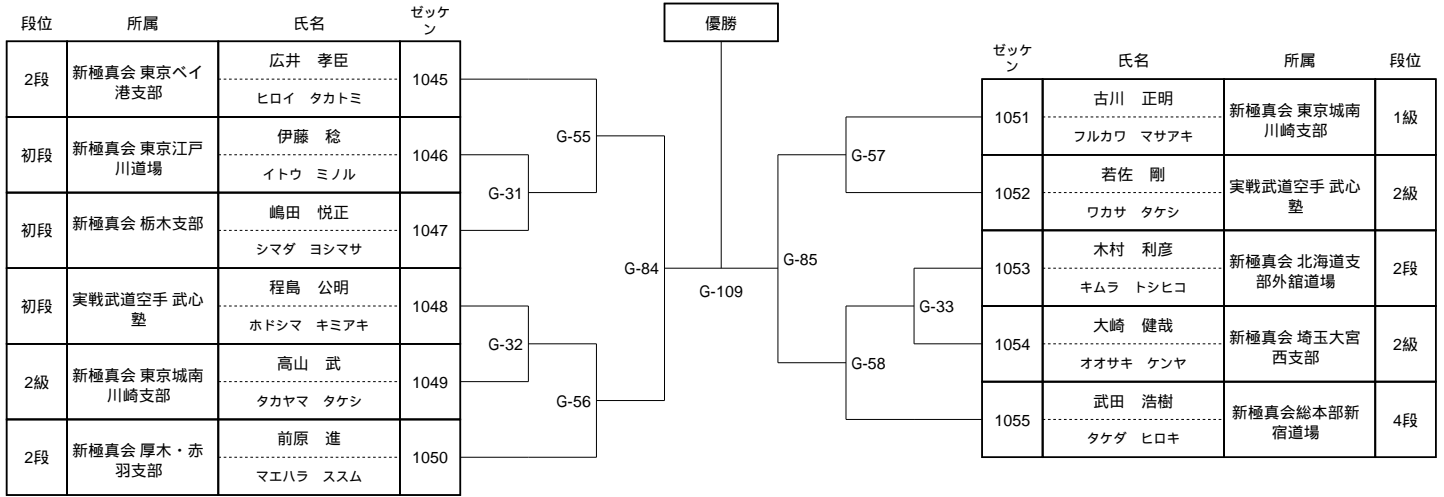 優勝
段位 所属 氏名 ゼッケ
ン
2段 新極真会 東京ベイ
港支部 広井 孝臣
ヒロイ タカトミ 1045
初段 新極真会 東京江戸
川道場 伊藤 稔
イトウ ミノル 1046
初段 新極真会 栃木支部 嶋田 悦正
シマダ ヨシマサ 1047
初段 実戦武道空手 武心
塾 程島 公明
ホドシマ キミアキ 1048
2級 新極真会 東京城南
川崎支部 高山 武
タカヤマ タケシ 1049
2段 新極真会 厚木・赤
羽支部 前原 進
マエハラ ススム 1050
G-55
G-31
G-84
G-32
G-56
G-109
G-57
G-85
G-33
G-58
ゼッケ
ン 氏名 所属 段位
1051 古川 正明
フルカワ マサアキ 新極真会 東京城南
川崎支部 1級
1052 若佐 剛
ワカサ タケシ 実戦武道空手 武心
塾 2級
1053 木村 利彦
キムラ トシヒコ 新極真会 北海道支
部外舘道場 2段
1054 大崎 健哉
オオサキ ケンヤ 新極真会 埼玉大宮
西支部 2級
1055 武田 浩樹
タケダ ヒロキ 新極真会総本部新
宿道場 4段